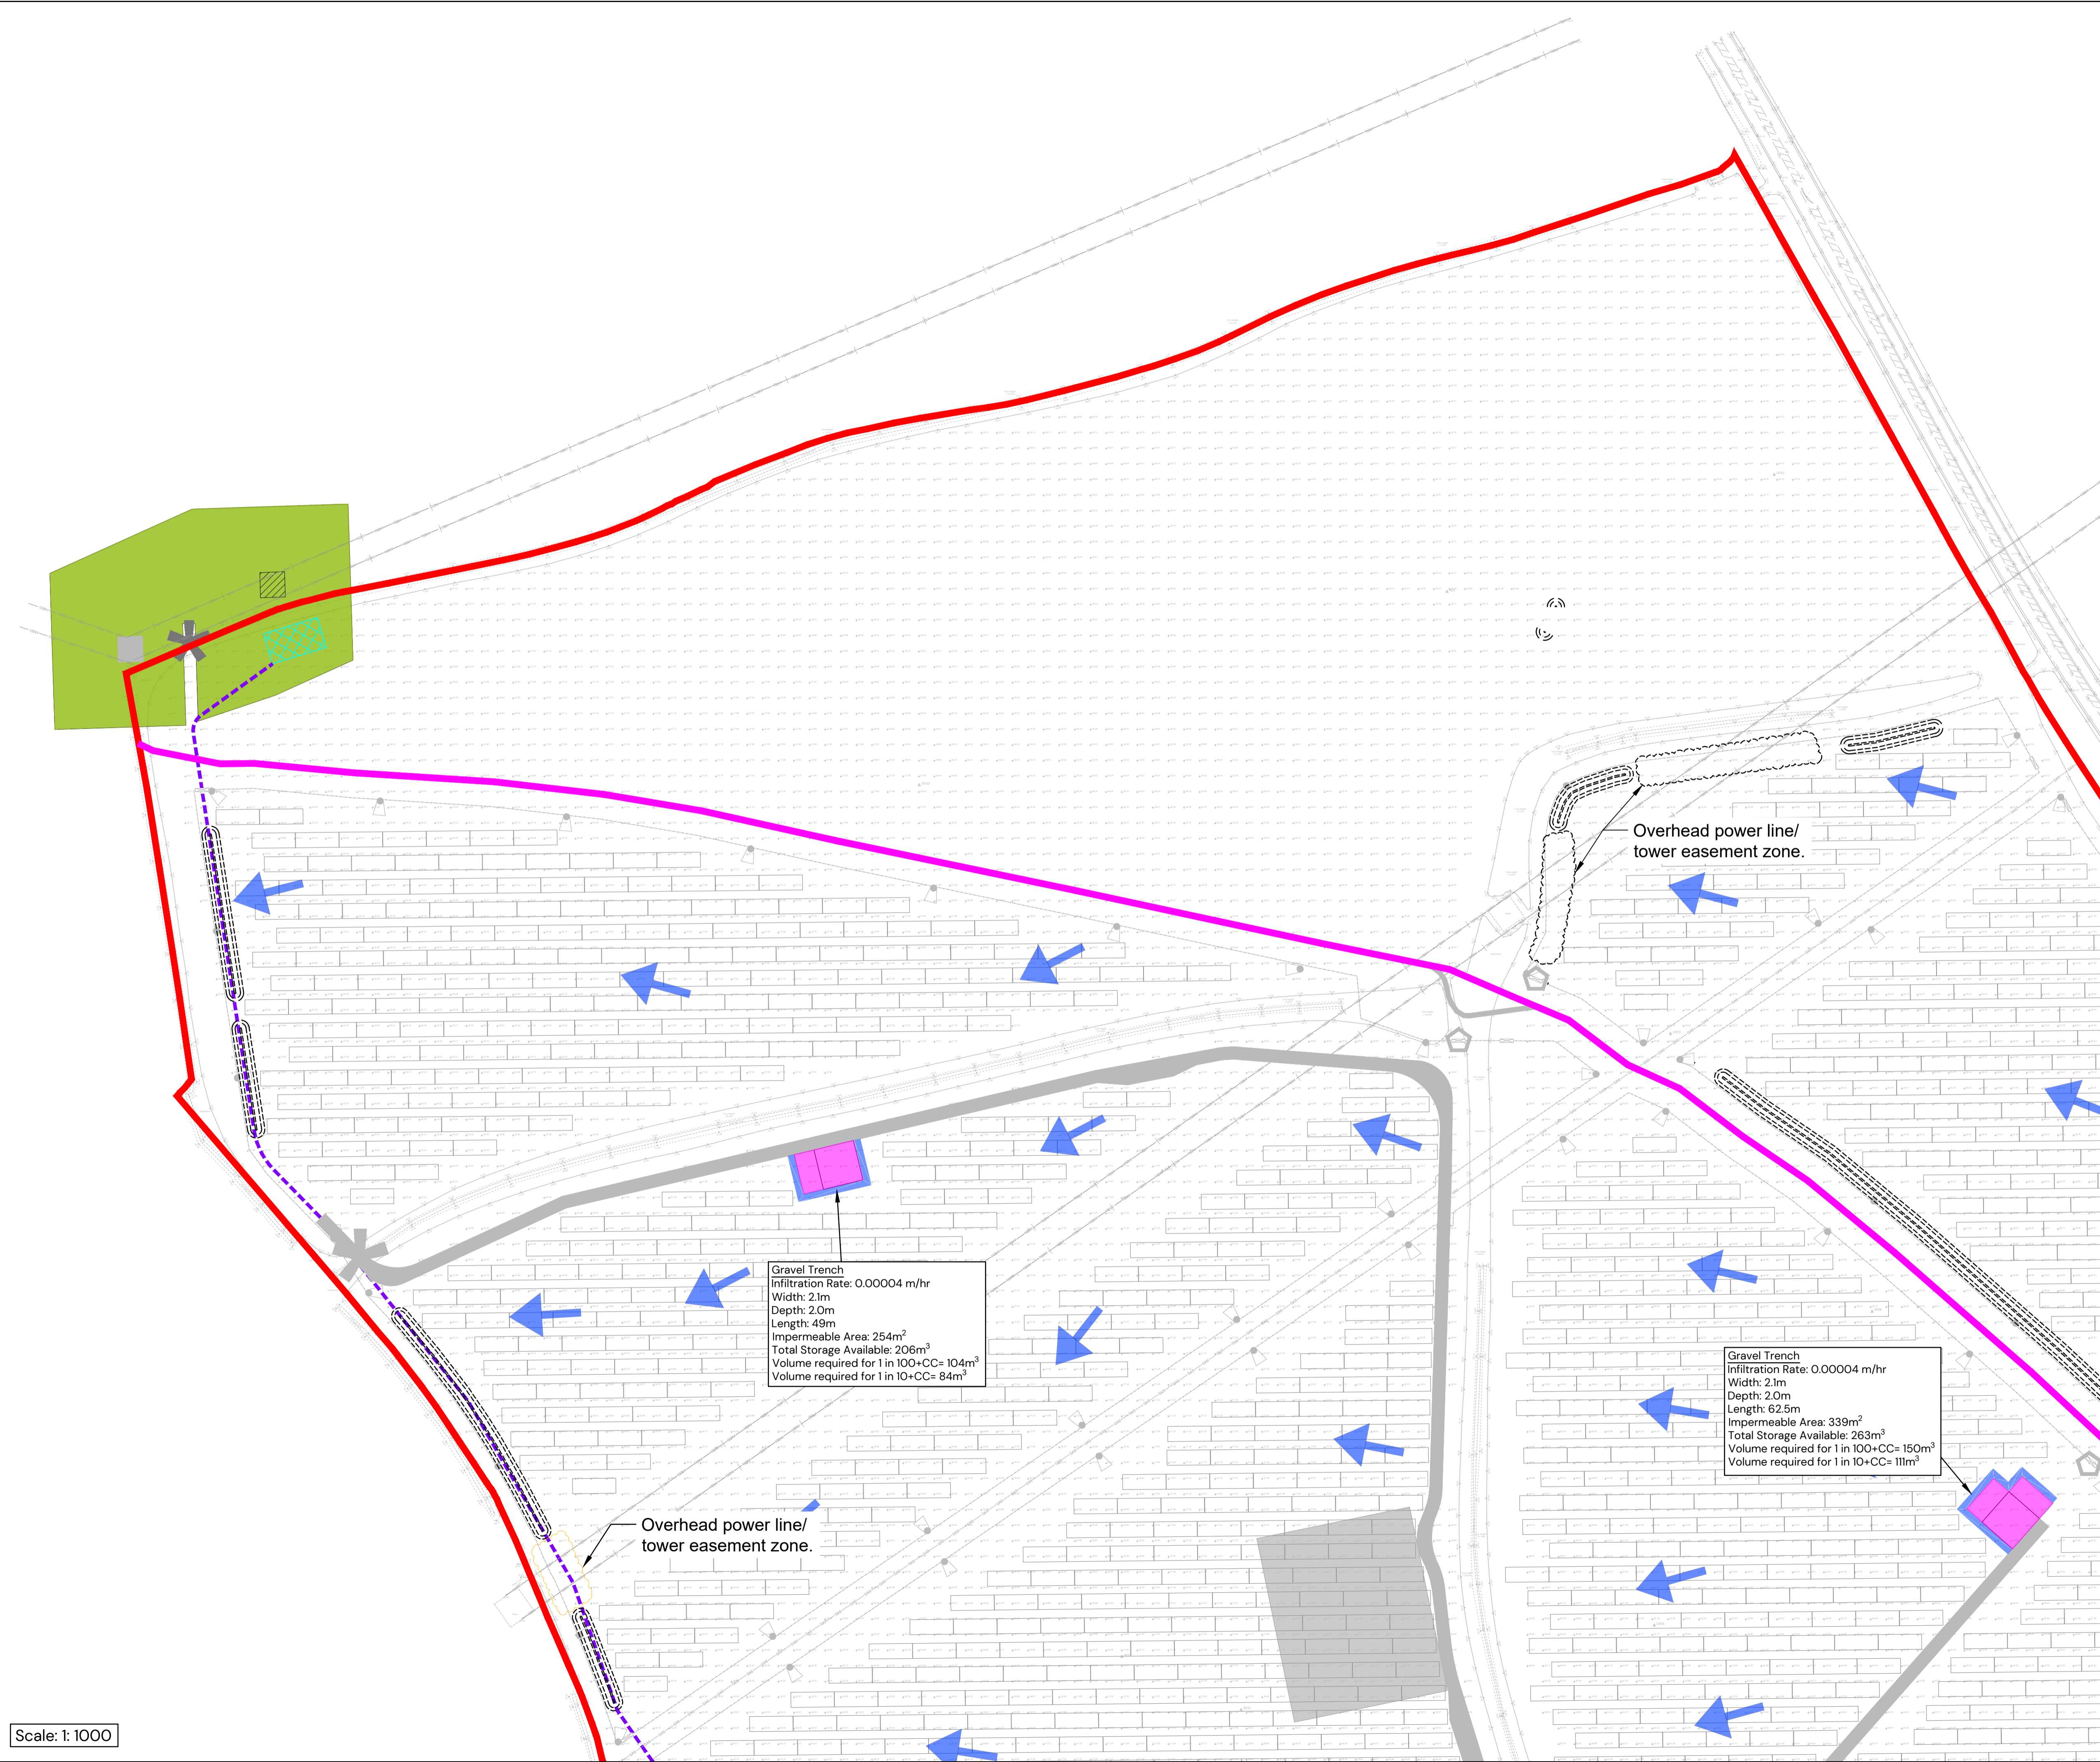 Overhead power line/
tower easement zone.
Gravel Trench
Infiltration Rate: 0.00004 m/hr
Width: 2.1m
Depth: 2.0m
Length: 49m
Impermeable Area: 254m²
Total Storage Available: 206m³
Volume required for 1 in 100+CC= 104m³
Volume required for 1 in 10+CC= 84m³
Gravel Trench
Infiltration Rate: 0.00004 m/hr
Width: 2.1m
Depth: 2.0m
Length: 62.5m
Impermeable Area: 339m²
Total Storage Available: 263m³
Volume required for 1 in 100+CC= 150m³
Volume required for 1 in 10+CC= 111m³
Overhead power line/
tower easement zone.
Scale: 1: 1000